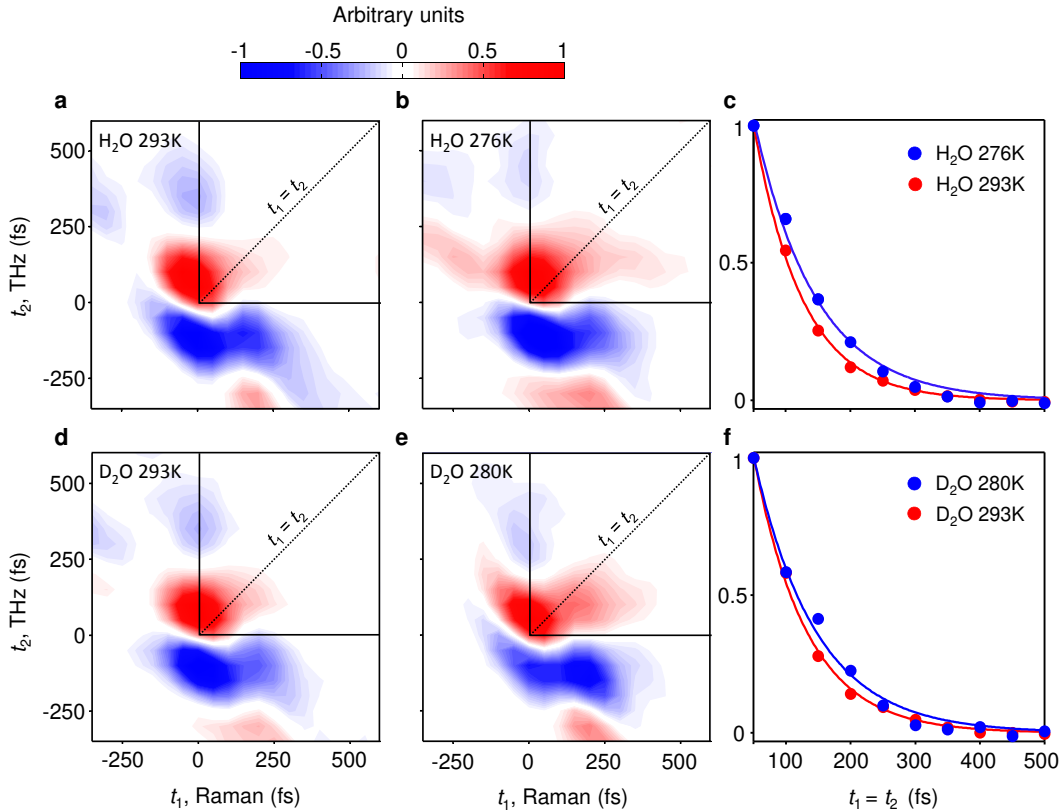 Arbitrary units
-1 -0.5 0 0.5 1
a
H₂O 293K
t₁ = t₂
500
250
0
-250
t₂, THz (fs)
b
H₂O 276K
t₁ = t₂
c
H₂O 276K
H₂O 293K
1
0.5
0
d
D₂O 293K
t₁ = t₂
500
250
0
-250
t₂, THz (fs)
-250 0 250 500
t₁, Raman (fs)
e
D₂O 280K
t₁ = t₂
-250 0 250 500
t₁, Raman (fs)
f
D₂O 280K
D₂O 293K
1
0.5
0
100 200 300 400 500
t₁ = t₂ (fs)